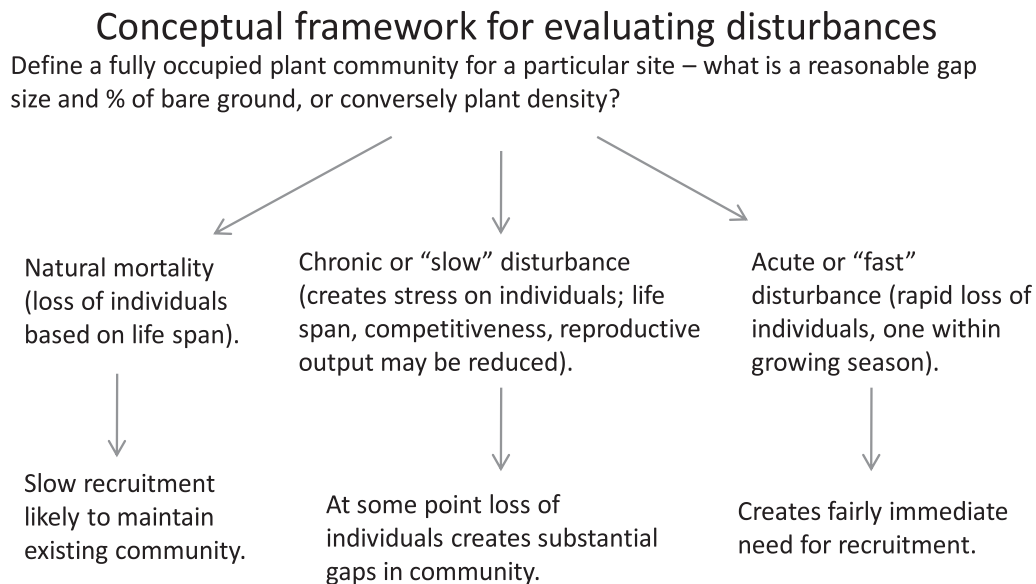 Conceptual framework for evaluating disturbances
Define a fully occupied plant community for a particular site – what is a reasonable gap
size and % of bare ground, or conversely plant density?
Natural mortality
(loss of individuals
based on life span).
Chronic or “slow” disturbance
(creates stress on individuals; life
span, competitiveness, reproductive
output may be reduced).
Acute or “fast”
disturbance (rapid loss of
individuals, one within
growing season).
Slow recruitment
likely to maintain
existing community.
At some point loss of
individuals creates substantial
gaps in community.
Creates fairly immediate
need for recruitment.